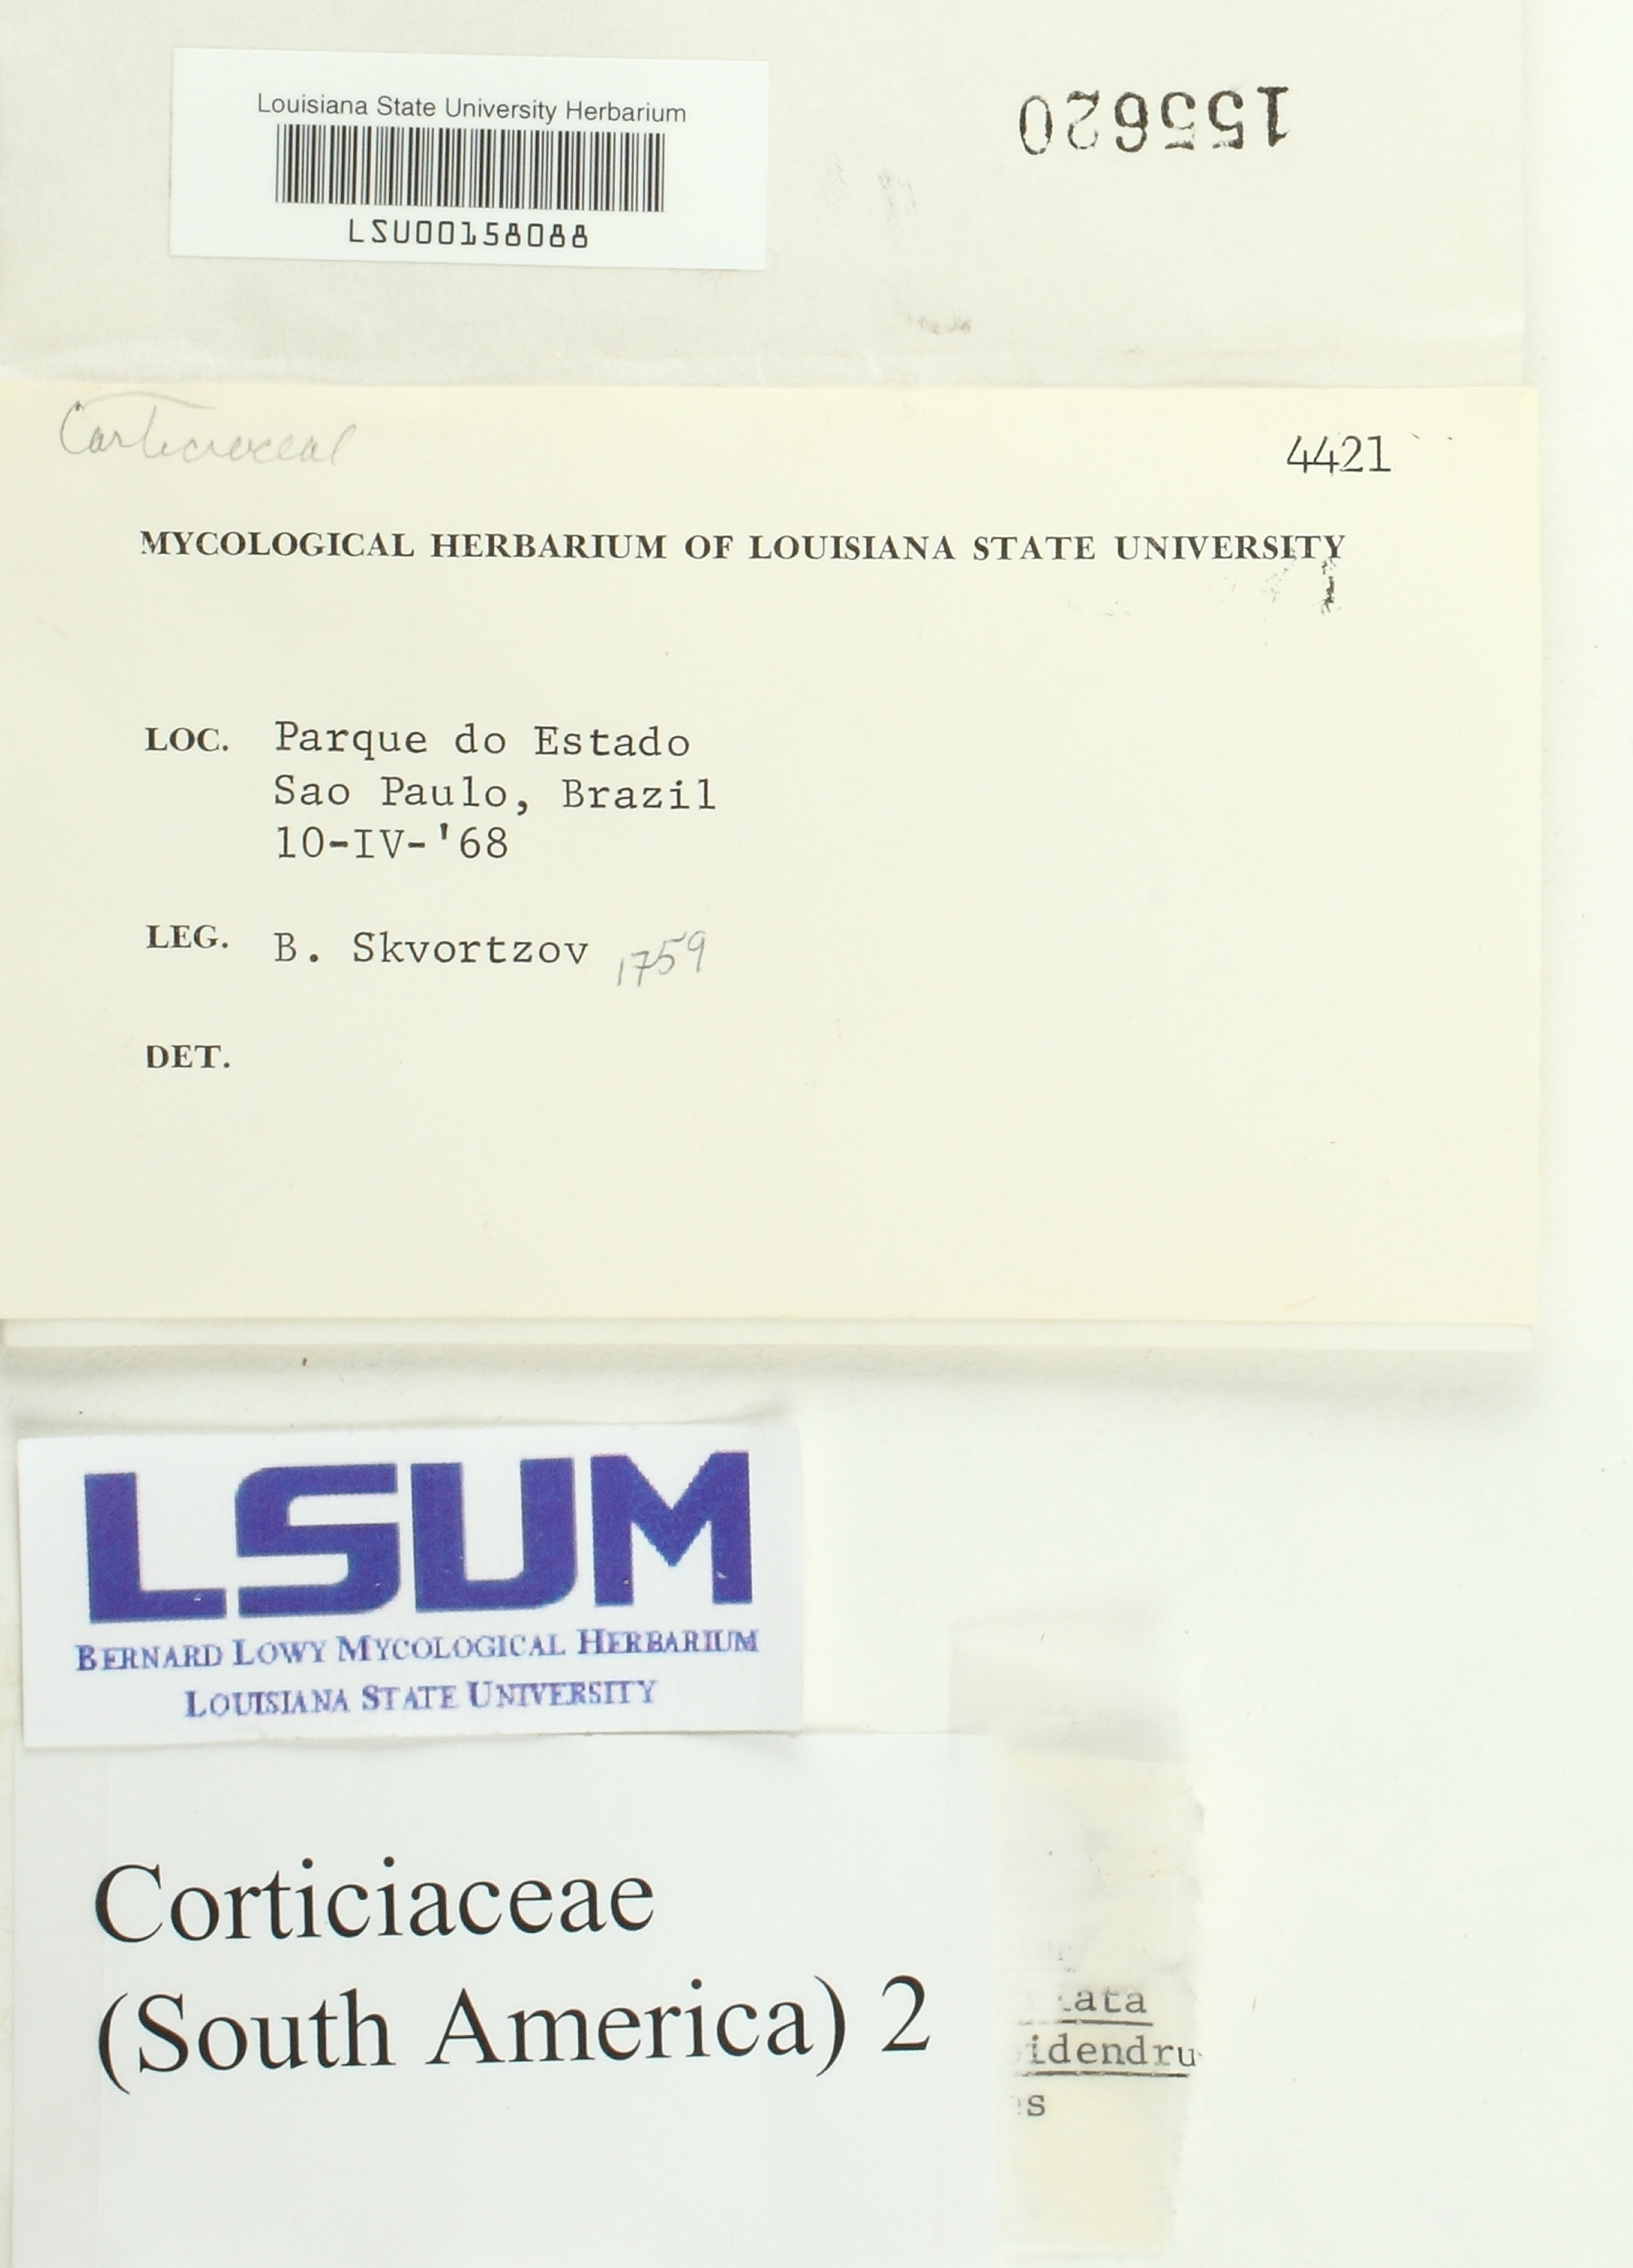 Louisiana State University Herbarium
LSU00158088
155620
Corticiaceae
4421
MYCOLOGICAL HERBARIUM OF LOUISIANA STATE UNIVERSITY
LOC. Parque do Estado
Sao Paulo, Brazil
10-IV-'68
LEG. B. Skvortzov 1759
DET.
LSUM
BERNARD LOWY MYCOLOGICAL HERBARIUM
LOUISIANA STATE UNIVERSITY
Corticiaceae
(South America) 2
ata
idendru
s